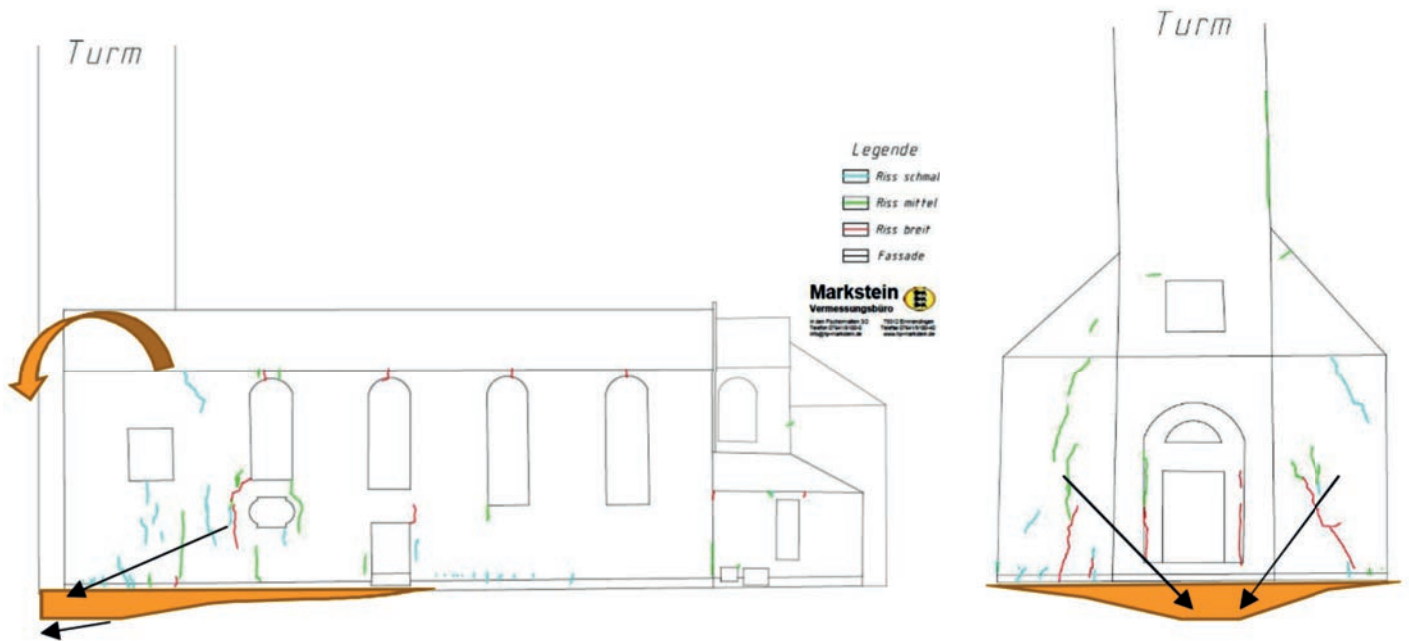 Turm
Legende
Riss schmal
Riss mittel
Riss breit
Fassade
Markstein
Vermessungsbüro
Turm